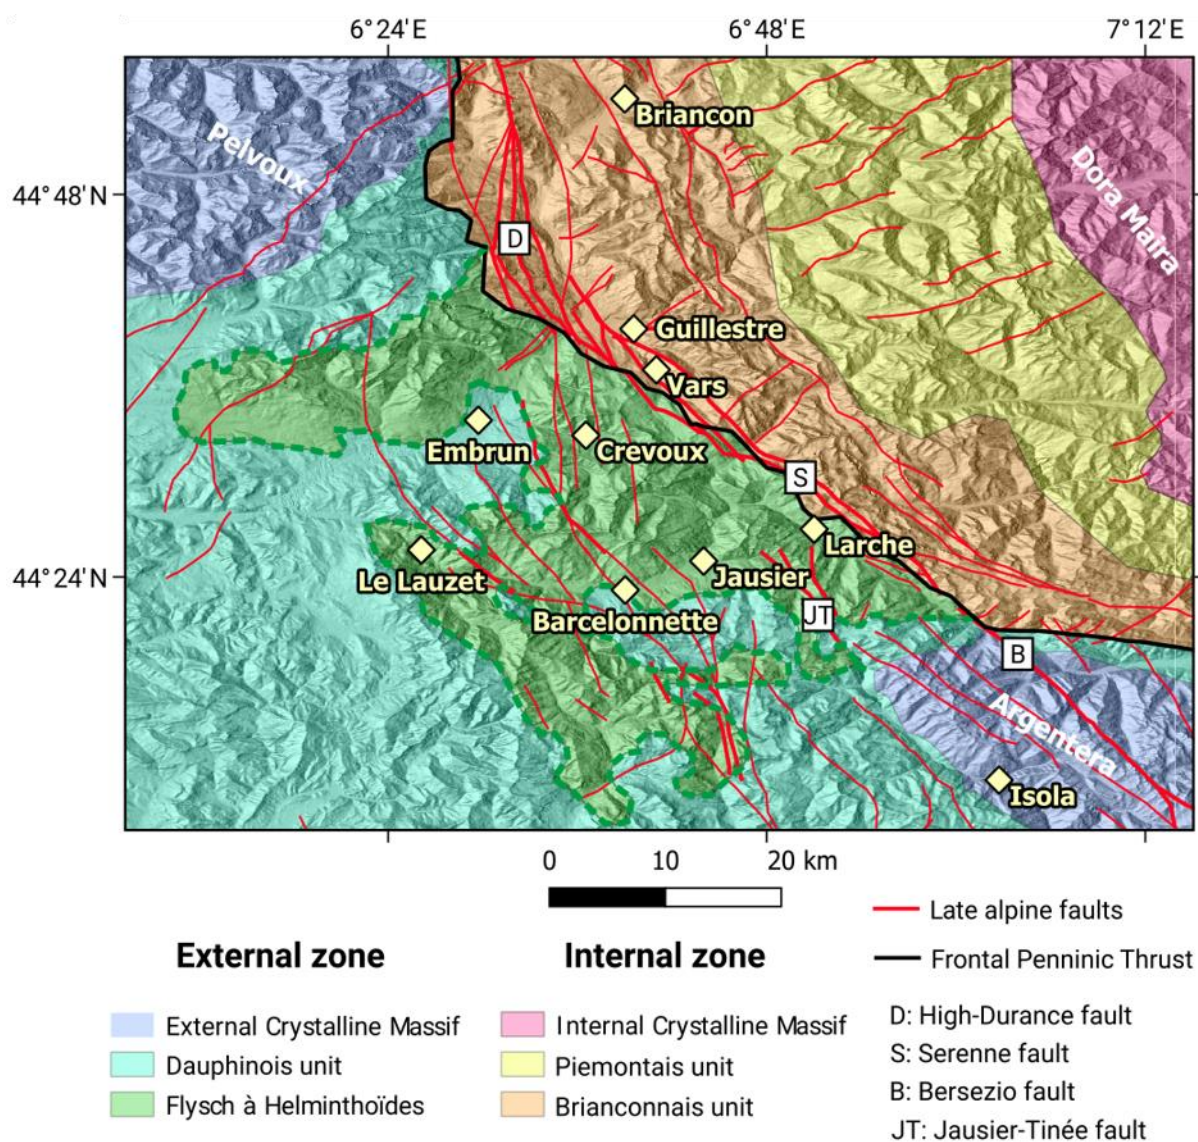 6°24'E 6°48'E 7°12'E
Briancon
Pelvoux
Dora Maira
44°48'N
D
Guillestre
Vars
Embrun
Crevoux
S
Larche
Le Lauzet
Jausier
44°24'N
Barcelonnette
JT
B
Argentera
Isola
0 10 20 km
Late alpine faults
External zone
Internal zone
Frontal Penninic Thrust
External Crystalline Massif
Internal Crystalline Massif
D: High-Durance fault
Dauphinois unit
Piemontais unit
S: Serenne fault
B: Bersezio fault
Flysch à Helminthoïdes
Brianconnais unit
JT: Jausier-Tinée fault